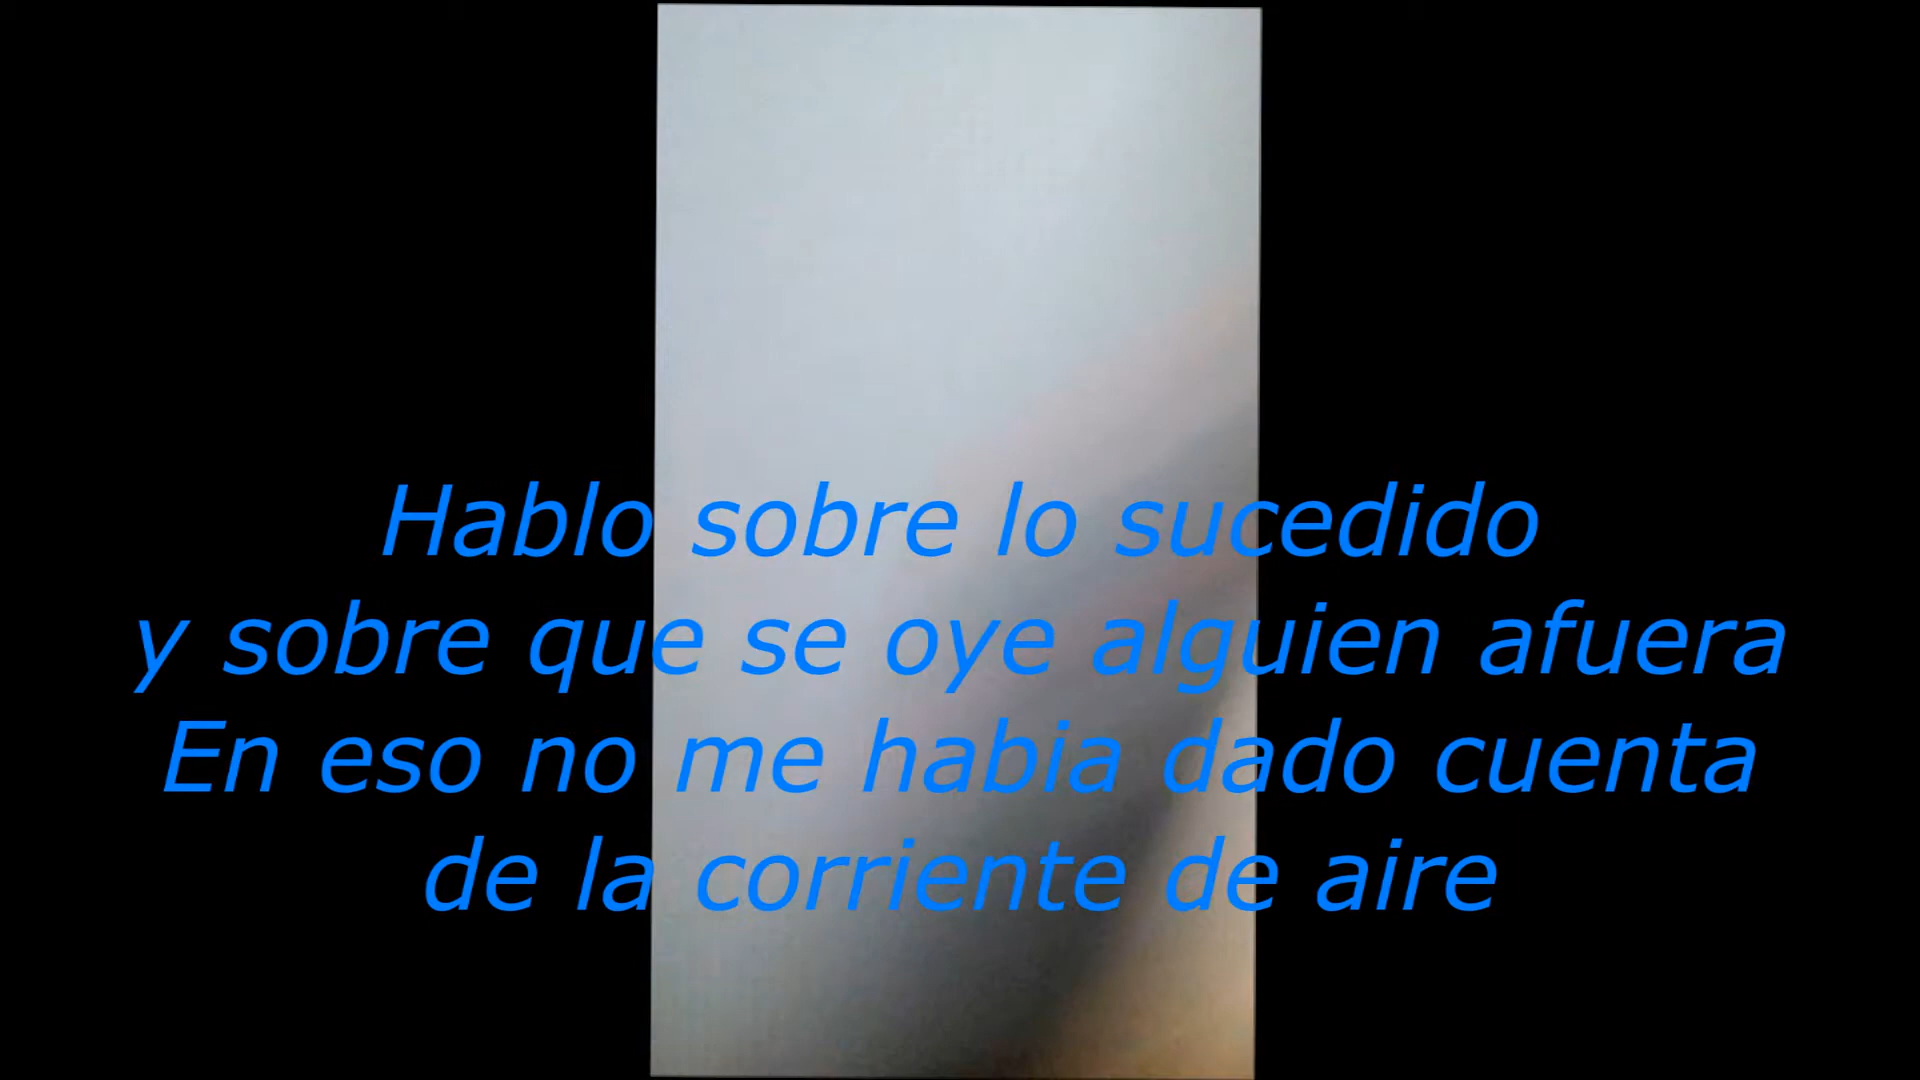 Hablo sobre lo sucedido
y sobre que se oye alguien afuera
En eso no me habia dado cuenta
de la corriente de aire